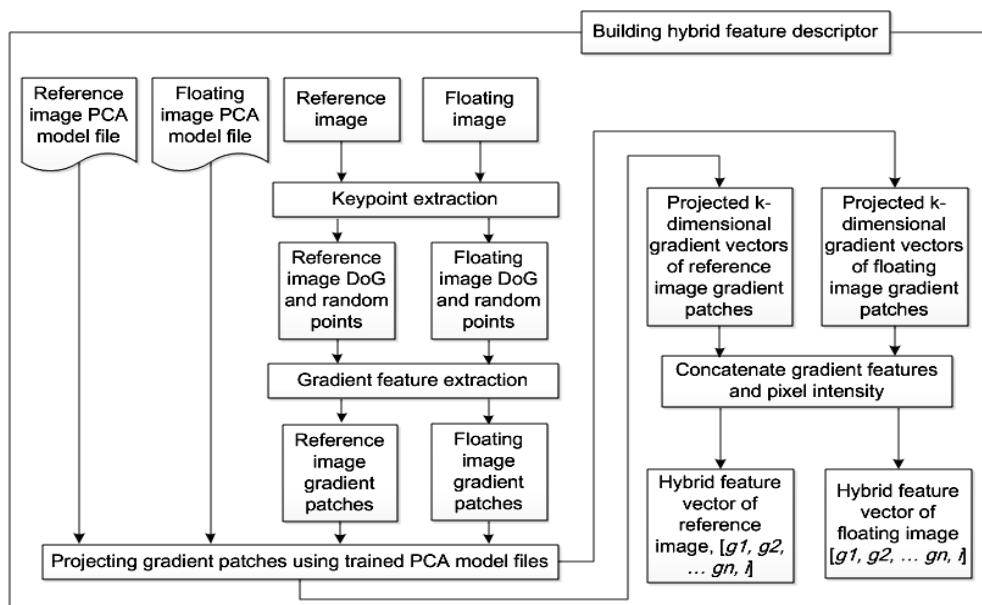 Building hybrid feature descriptor
Reference
image PCA
model file
Floating
image PCA
model file
Reference
image
Floating
image
Keypoint extraction
Reference
image DoG
and random
points
Floating
image DoG
and random
points
Gradient feature extraction
Reference
image
gradient
patches
Floating
image
gradient
patches
Projecting gradient patches using trained PCA model files
Projected k-
dimensional
gradient vectors
of reference
image gradient
patches
Projected k-
dimensional
gradient vectors
of floating
image gradient
patches
Concatenate gradient features
and pixel intensity
Hybrid feature
vector of
reference
image, [g1, g2,
... gn, i]
Hybrid feature
vector of
floating image
[g1, g2, ... gn, i]